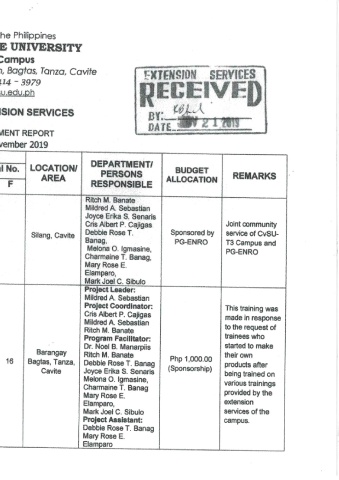 he Philippines
E UNIVERSITY
Campus
, Bagtas, Tanza, Cavite
414 - 3979
su.edu.ph
EXTENSION SERVICES
RECEIVED
BY:
DATE NOV 21 2019
NSION SERVICES
MENT REPORT
vember 2019
l No.
F
LOCATION/
AREA
DEPARTMENT/
PERSONS
RESPONSIBLE
BUDGET
ALLOCATION
REMARKS
Silang, Cavite
Ritch M. Banate
Mildred A. Sebastian
Joyce Erika S. Senaris
Cris Albert P. Cajigas
Debbie Rose T.
Banag,
Melona O. Igmasine,
Charmaine T. Banag,
Mary Rose E.
Elamparo,
Mark Joel C. Sibulo
Sponsored by
PG-ENRO
Joint community
service of CvSU-
T3 Campus and
PG-ENRO
16
Barangay
Bagtas, Tanza,
Cavite
Project Leader:
Mildred A. Sebastian
Project Coordinator:
Cris Albert P. Cajigas
Mildred A. Sebastian
Ritch M. Banate
Program Facilitator:
Dr. Noel B. Manarpiis
Ritch M. Banate
Debbie Rose T. Banag
Joyce Erika S. Senaris
Melona O. Igmasine,
Charmaine T. Banag
Mary Rose E.
Elamparo,
Mark Joel C. Sibulo
Project Assistant:
Debbie Rose T. Banag
Mary Rose E.
Elamparo
Php 1,000.00
(Sponsorship)
This training was
made in response
to the request of
trainees who
started to make
their own
products after
being trained on
various trainings
provided by the
extension
services of the
campus.